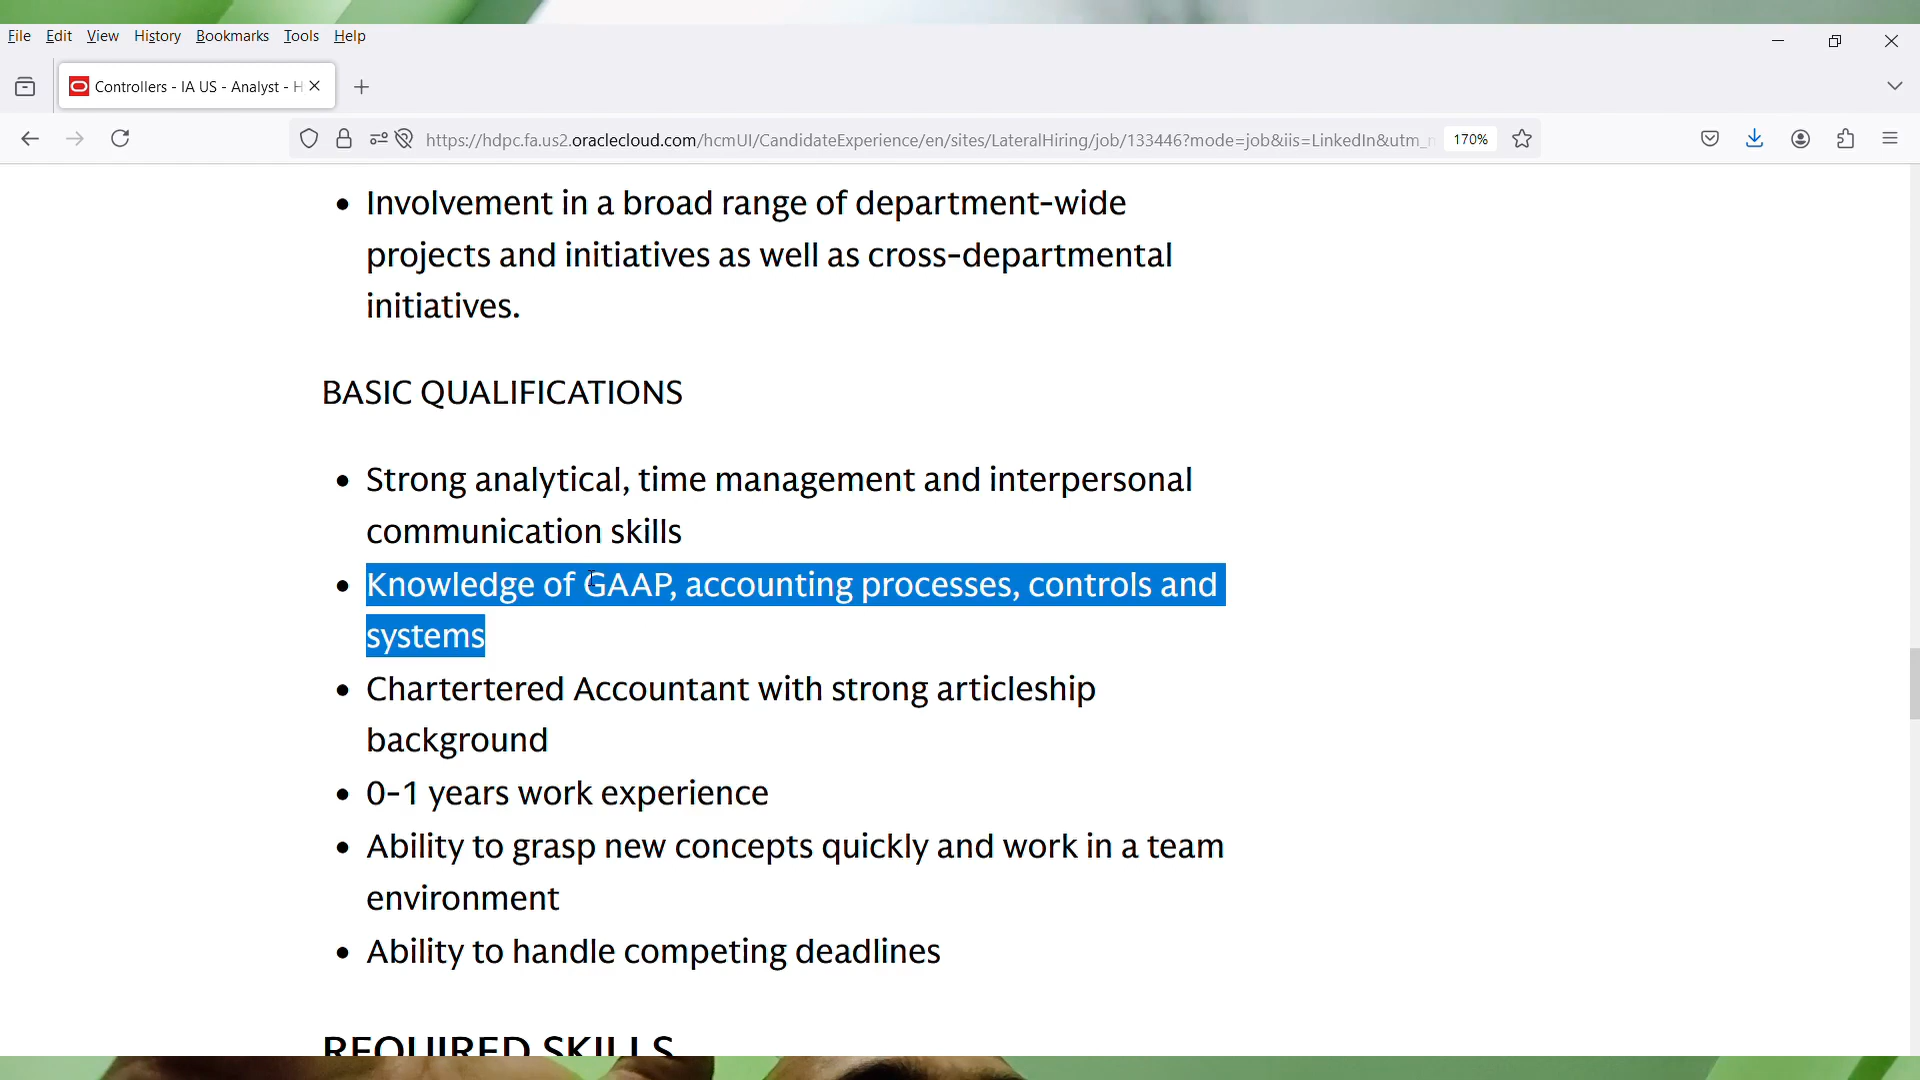 File Edit View History Bookmarks Tools Help
Controllers - IA US - Analyst - H
https://hdpc.fa.us2.oraclecloud.com/hcmUI/CandidateExperience/en/sites/LateralHiring/job/133446?mode=job&iis=LinkedIn&utm_
170%
• Involvement in a broad range of department-wide
projects and initiatives as well as cross-departmental
initiatives.
BASIC QUALIFICATIONS
• Strong analytical, time management and interpersonal
communication skills
• Knowledge of GAAP, accounting processes, controls and
systems
• Chartertered Accountant with strong articleship
background
• 0-1 years work experience
• Ability to grasp new concepts quickly and work in a team
environment
• Ability to handle competing deadlines
REQUIRED SKILLS